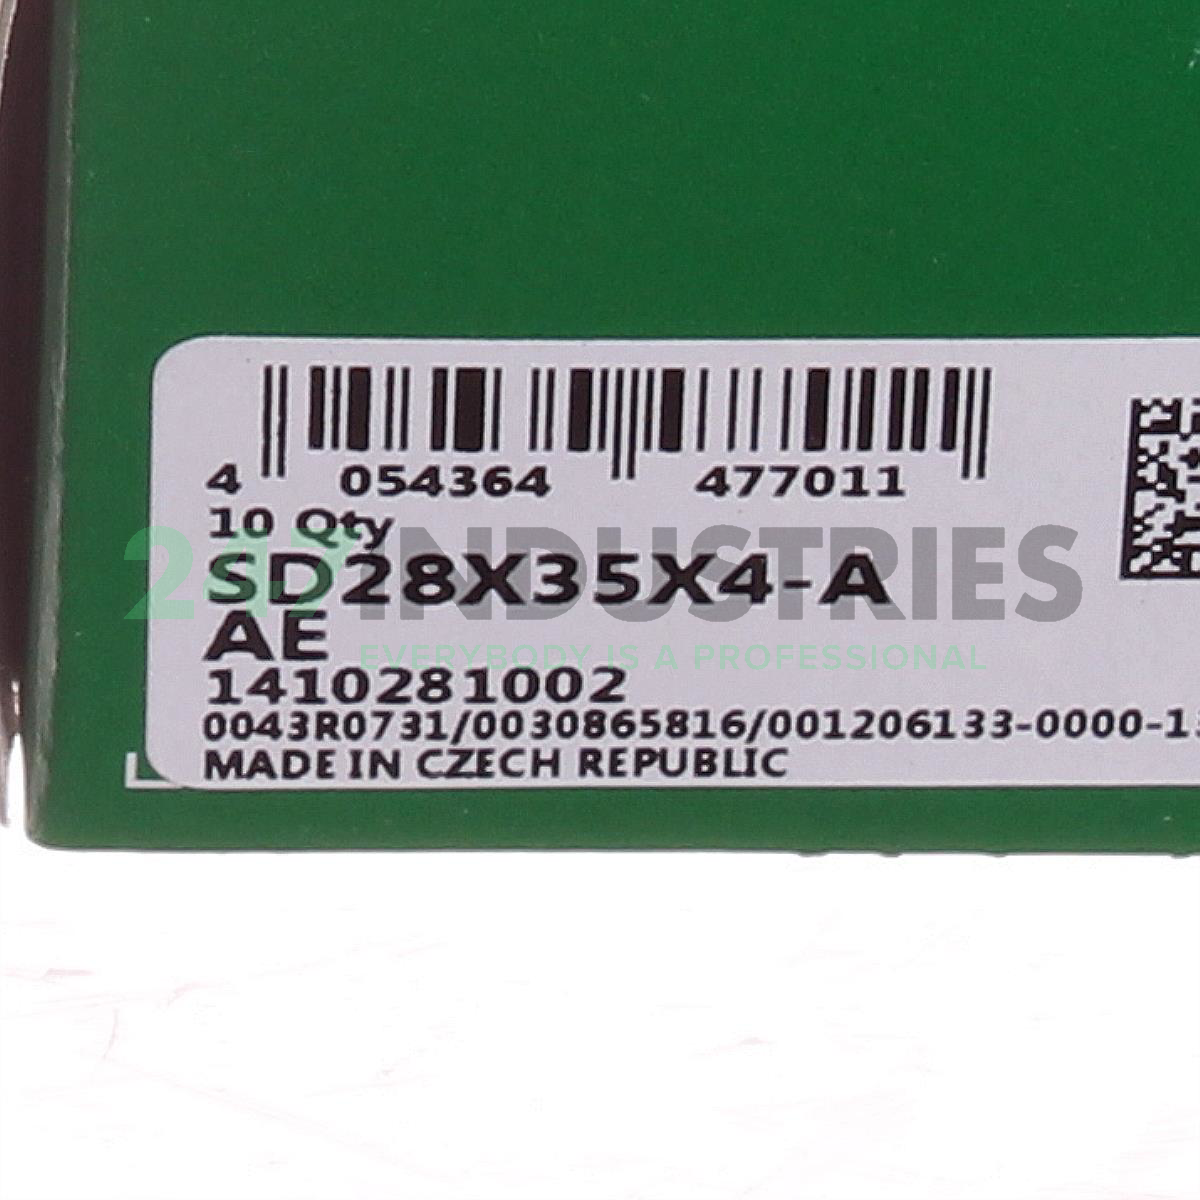 4 054364 477011
10 Qty
SD28X35X4-A
AE
1410281002
0043R0731/0030865816/001206133-0000-1
MADE IN CZECH REPUBLIC
247 INDUSTRIES
EVERYBODY IS A PROFESSIONAL